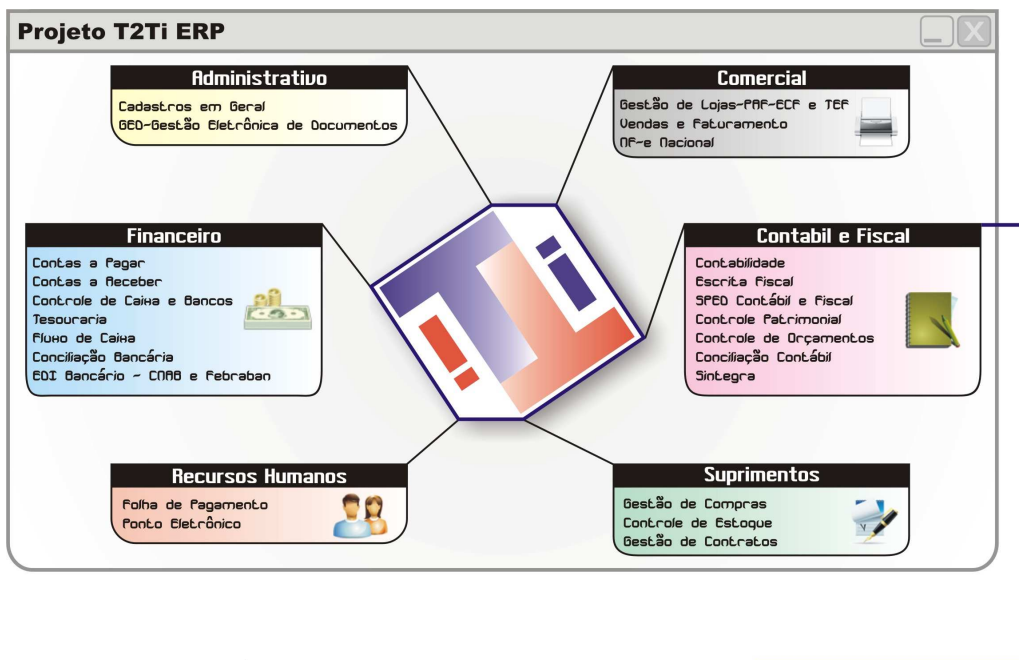 Projeto T2Ti ERP
Administrativo
Cadastros em Geral
GED-Gestão Eletrônica de Documentos
Comercial
Gestão de Lojas-PAF-ECF e TEF
Vendas e Faturamento
NF-e Nacional
Financeiro
Contas a Pagar
Contas a Receber
Controle de Caixa e Bancos
Tesouraria
Fluxo de Caixa
Conciliação Bancária
EDI Bancário - CNAB e Febraban
Contabil e Fiscal
Contabilidade
Escrita Fiscal
SPED Contábil e Fiscal
Controle Patrimonial
Controle de Orçamentos
Conciliação Contábil
Sintegra
Recursos Humanos
Folha de Pagamento
Ponto Eletrônico
Suprimentos
Gestão de Compras
Controle de Estoque
Gestão de Contratos